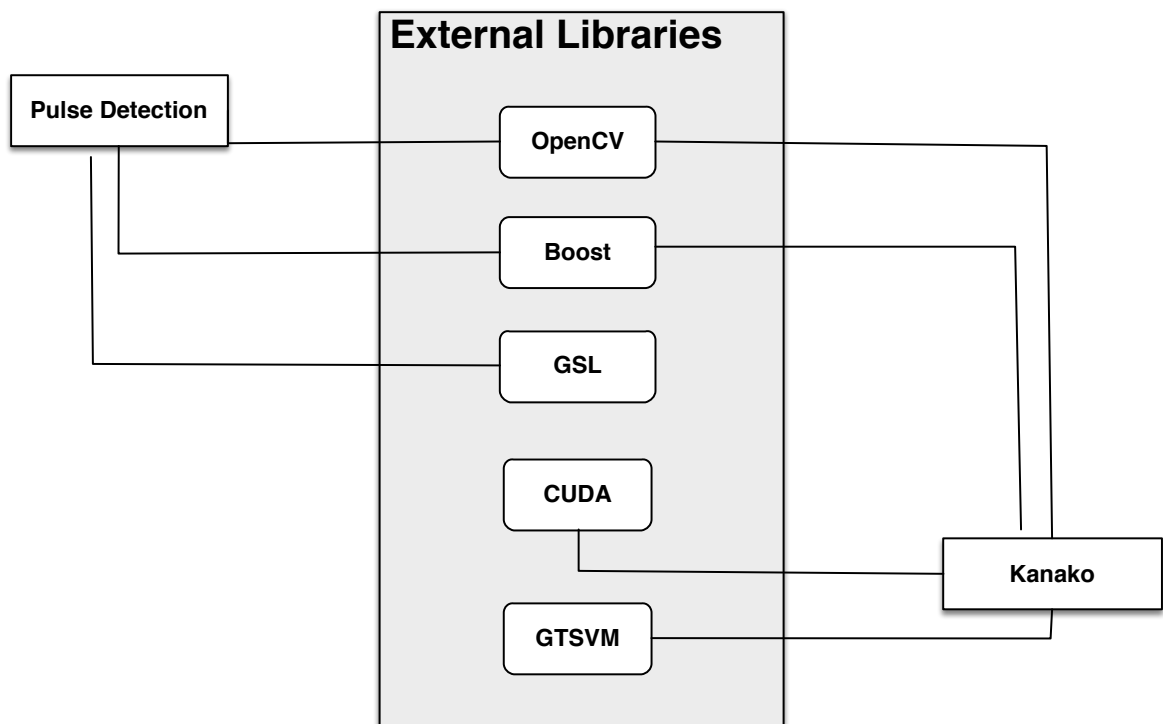 External Libraries
Pulse Detection
OpenCV
Boost
GSL
CUDA
Kanako
GTSVM